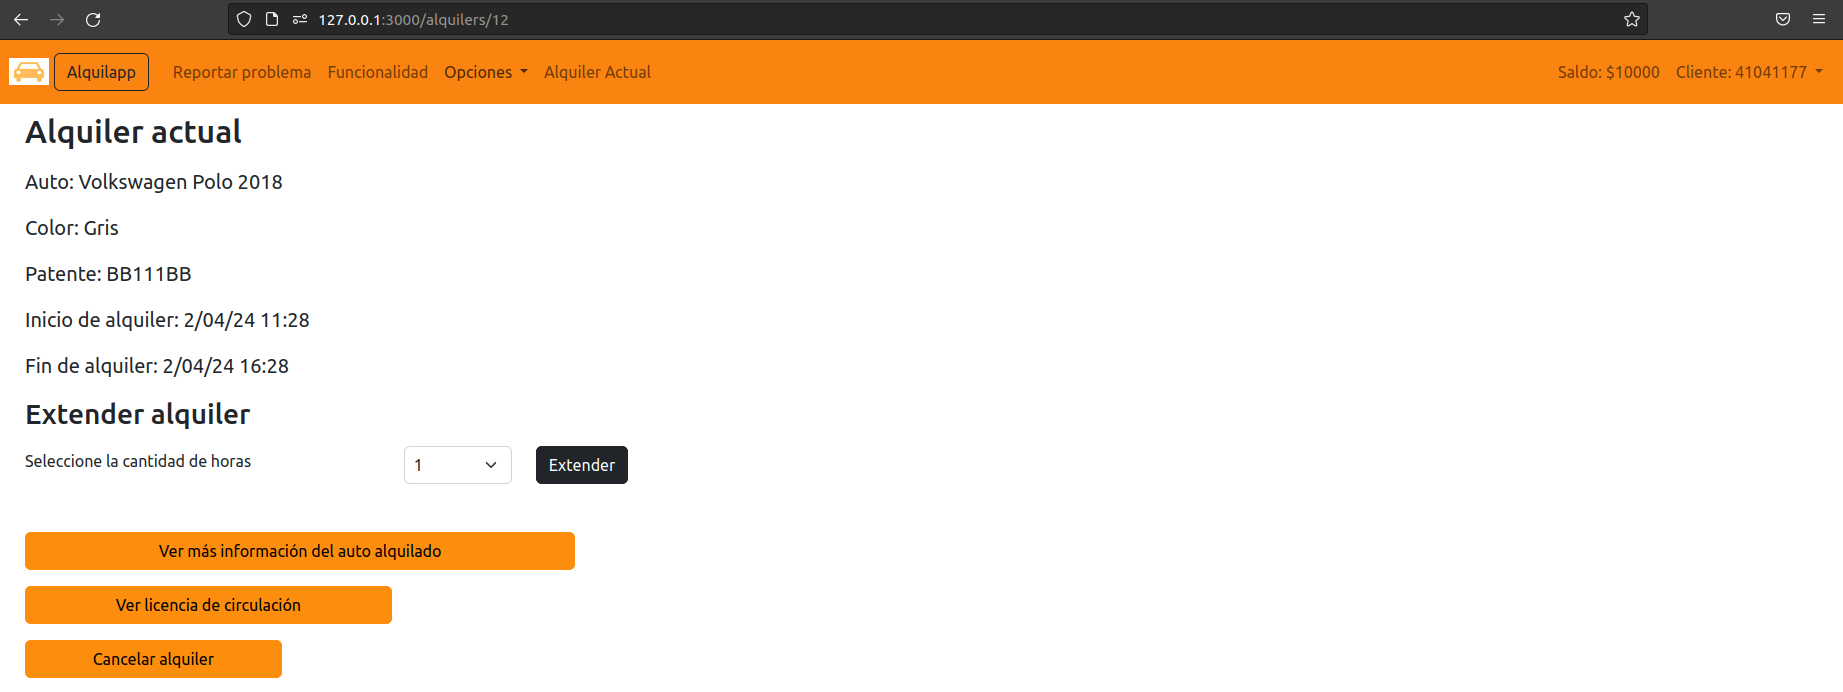 127.0.0.1:3000/alquilers/12
Alquilapp Reportar problema Funcionalidad Opciones Alquiler Actual Saldo: $10000 Cliente: 41041177
Alquiler actual
Auto: Volkswagen Polo 2018
Color: Gris
Patente: BB111BB
Inicio de alquiler: 2/04/24 11:28
Fin de alquiler: 2/04/24 16:28
Extender alquiler
Seleccione la cantidad de horas 1 Extender
Ver más información del auto alquilado
Ver licencia de circulación
Cancelar alquiler